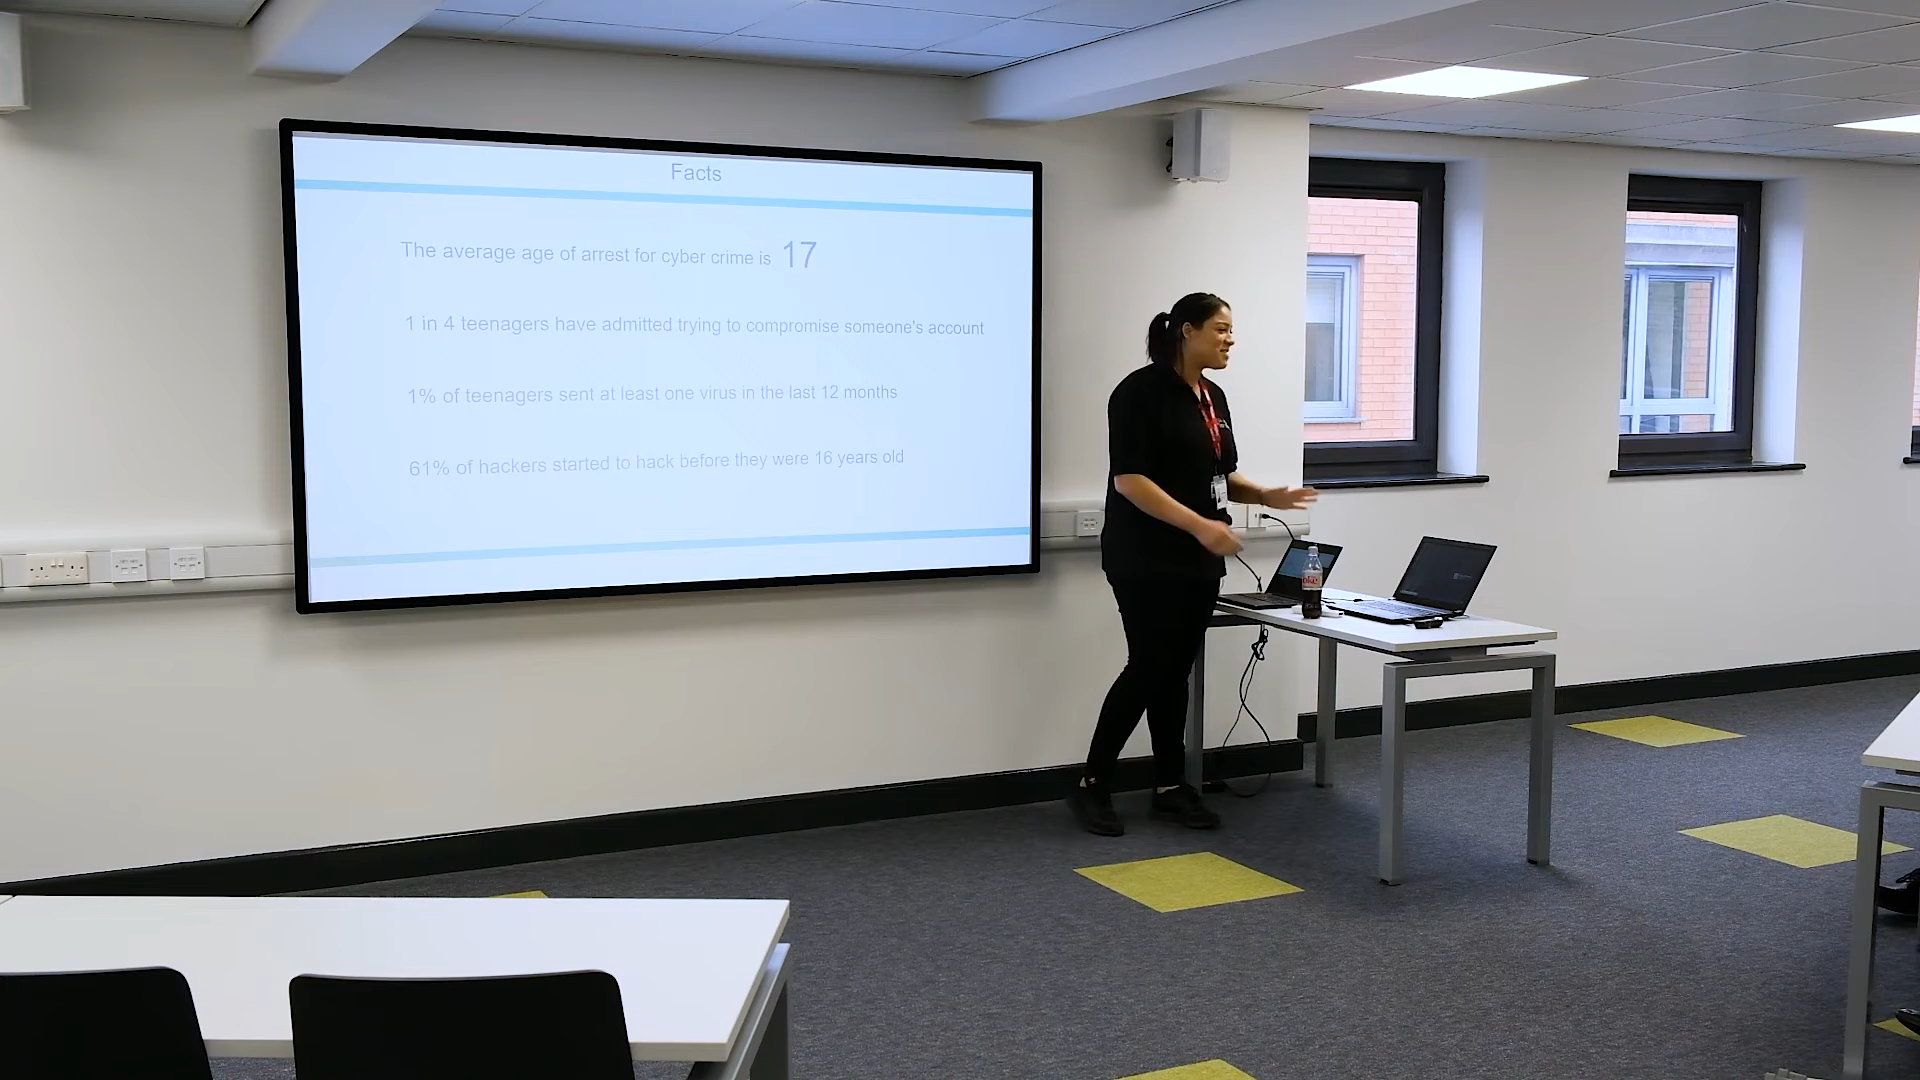 Facts
The average age of arrest for cyber crime is 17
1 in 4 teenagers have admitted trying to compromise someone's account
1% of teenagers sent at least one virus in the last 12 months
61% of hackers started to hack before they were 16 years old